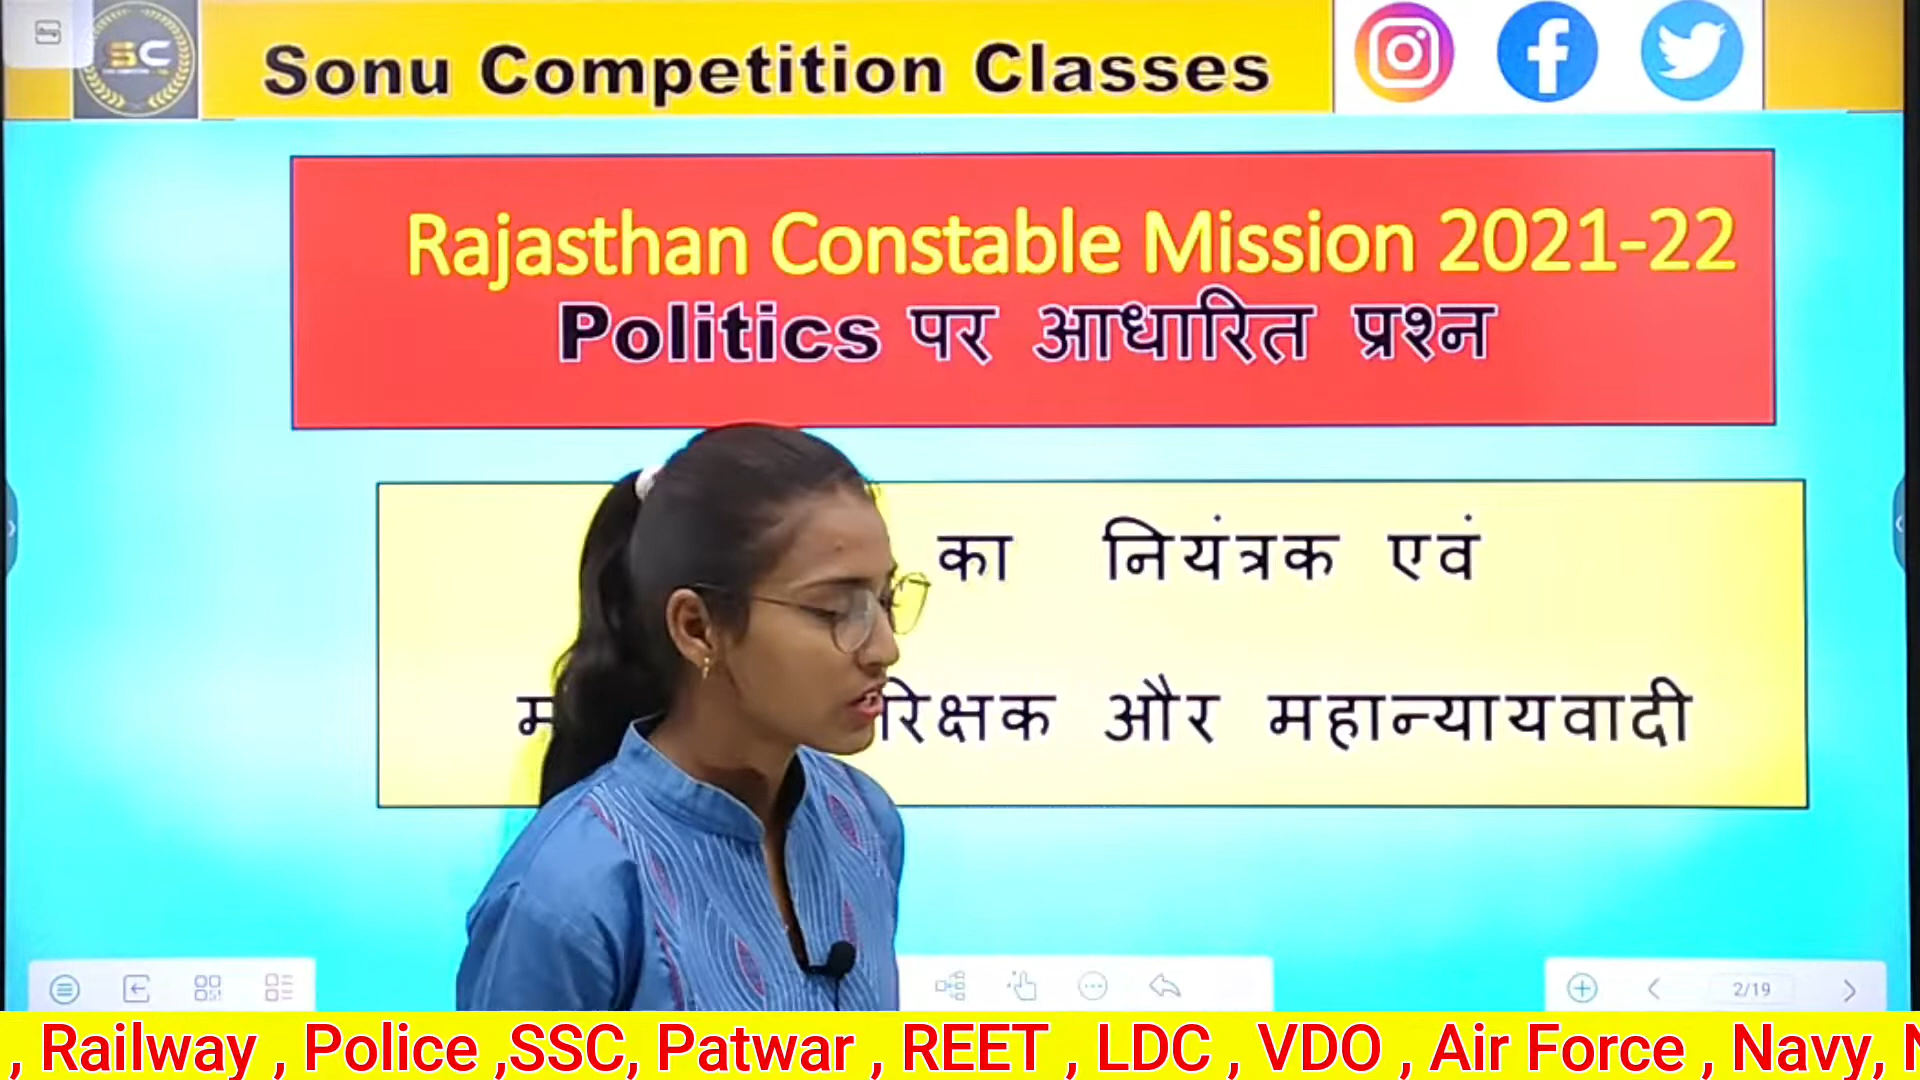 SC
Sonu Competition Classes
Rajasthan Constable Mission 2021-22
Politics पर आधारित प्रश्न
का नियंत्रक एवं
और महान्यायवादी
2/19
, Railway , Police ,SSC, Patwar , REET , LDC , VDO , Air Force , Navy, N